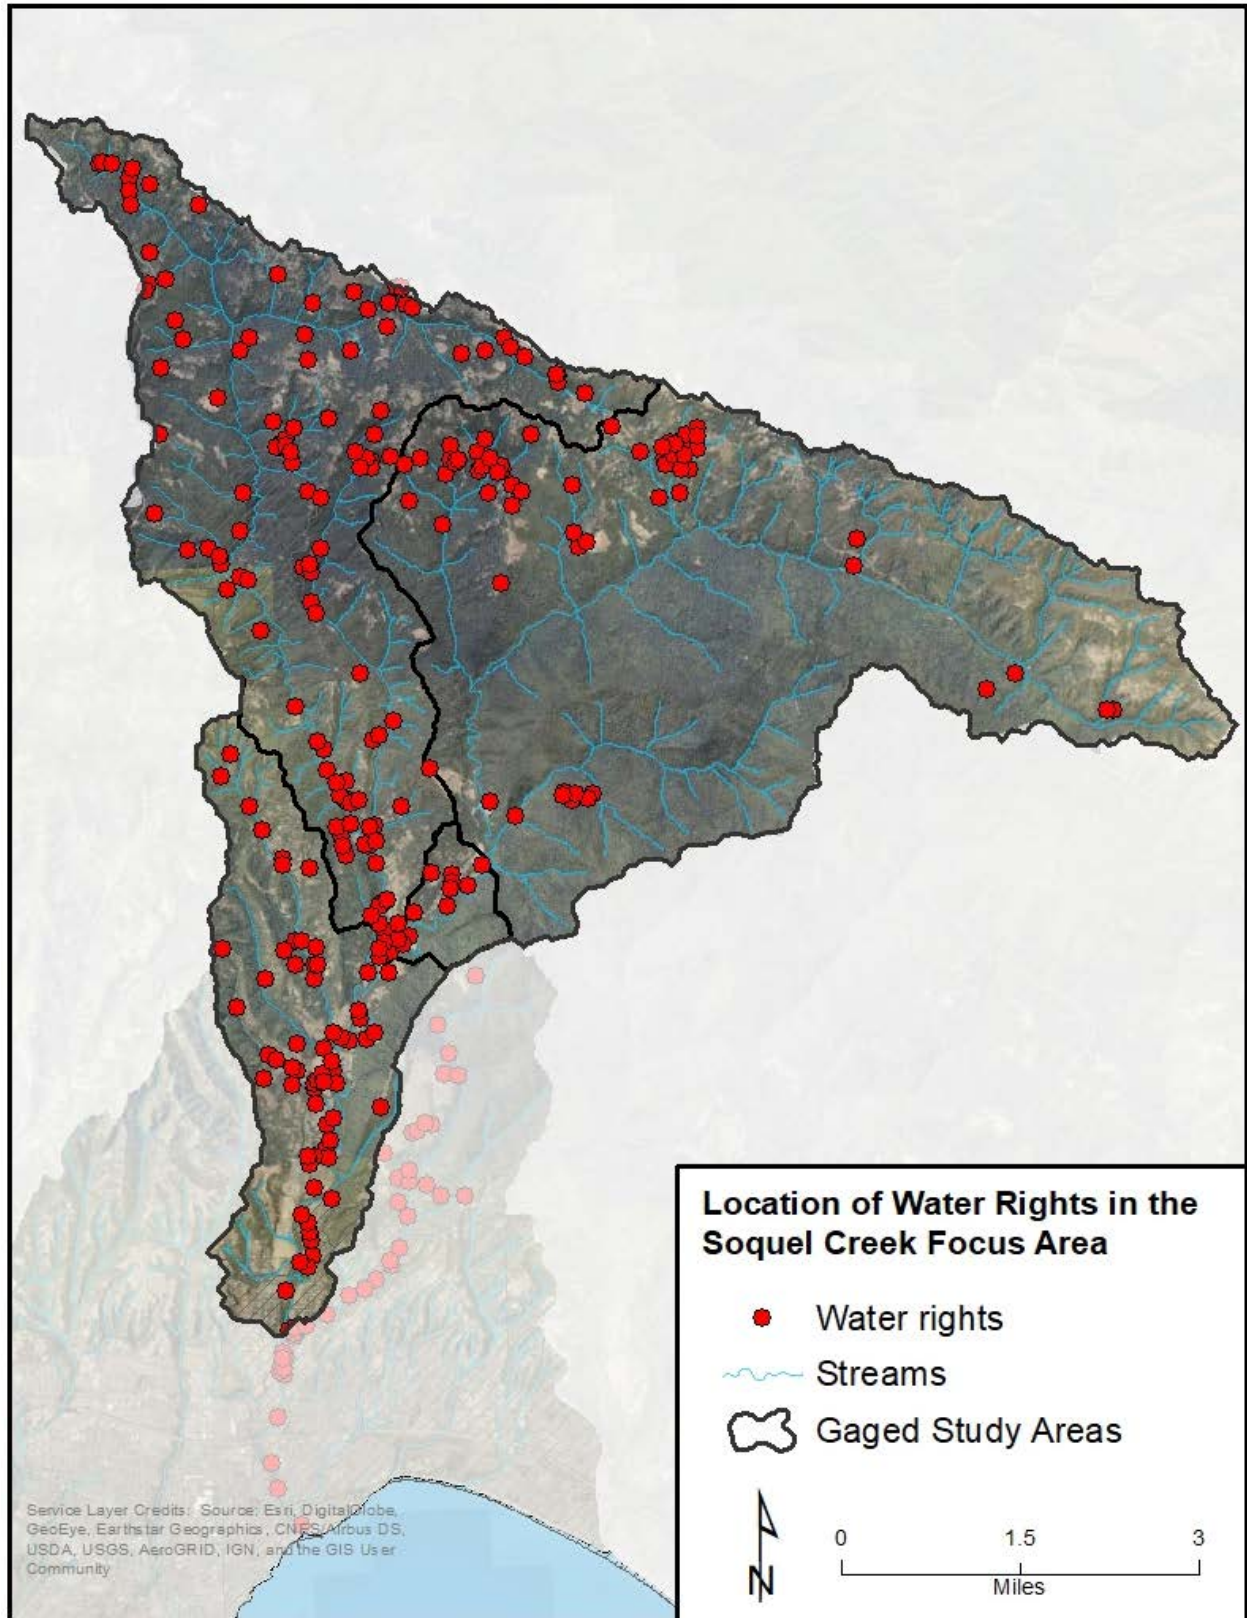 Location of Water Rights in the
Soquel Creek Focus Area
Water rights
Streams
Gaged Study Areas
N
0 1.5 3
Miles
Service Layer Credits: Source: Esri, DigitalGlobe,
GeoEye, Earthstar Geographics, CNES/Airbus DS,
USDA, USGS, AeroGRID, IGN, and the GIS User
Community